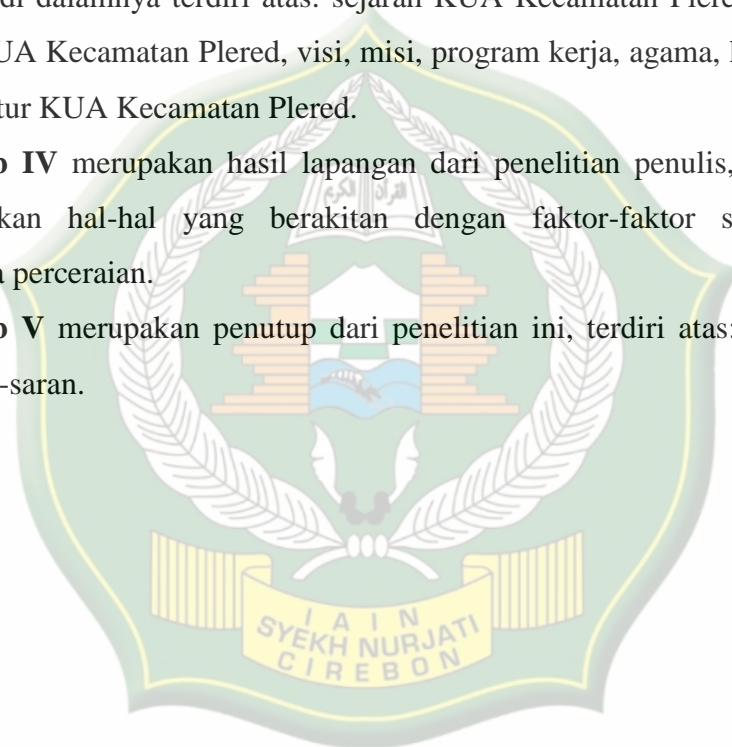 di dalamnya terdiri atas: sejarah KUA Kecamatan Plered
UA Kecamatan Plered, visi, misi, program kerja, agama,
tur KUA Kecamatan Plered.
IV merupakan hasil lapangan dari penelitian penulis,
kan hal-hal yang berakitan dengan faktor-faktor s
perceraian.
V merupakan penutup dari penelitian ini, terdiri atas:
-saran.
القرآن الكريم
I A I N
SYEKH NURJATI
CIREBON